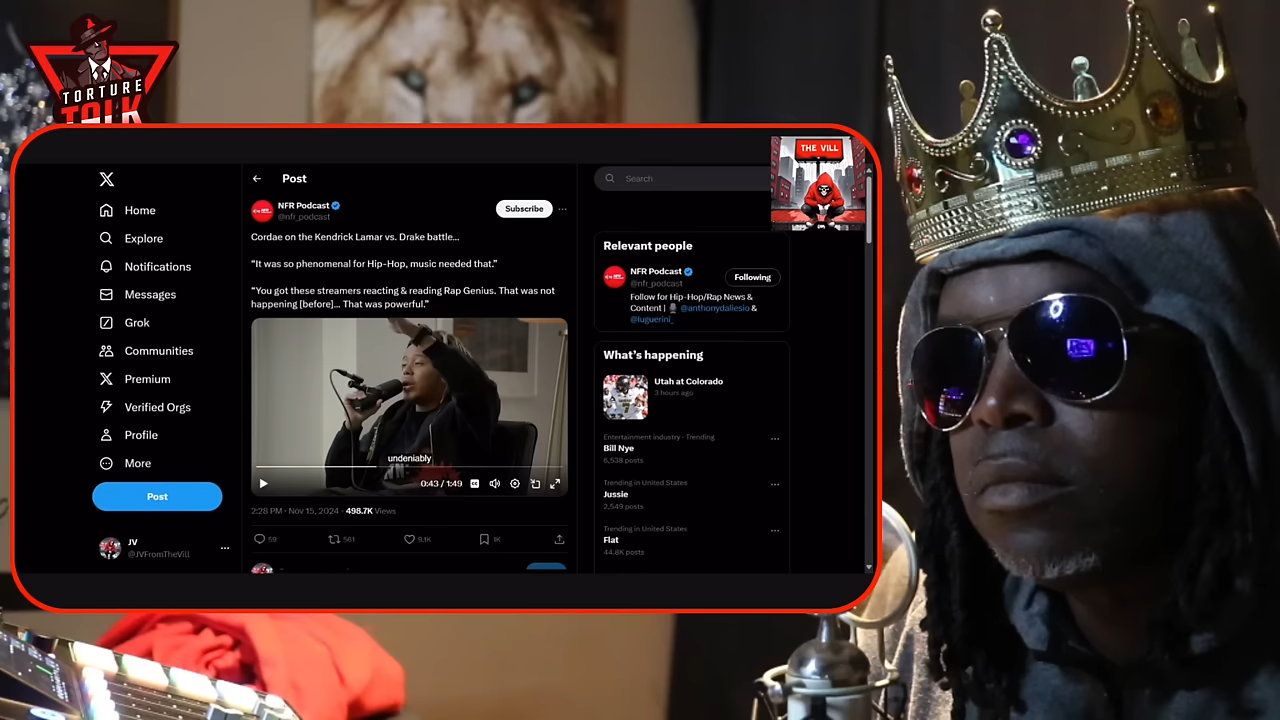 TORTURE
TALK
THE VILL
Home
Explore
Notifications
Messages
Grok
Communities
Premium
Verified Orgs
Profile
More
Post
JV
@JVFromTheVill
Post
NFR Podcast
@nfr_podcast
Subscribe
Cordae on the Kendrick Lamar vs. Drake battle...
“It was so phenomenal for Hip-Hop, music needed that.”
“You got these streamers reacting & reading Rap Genius. That was not
happening [before]... That was powerful.”
undeniably
0:43 / 1:49
2:28 PM · Nov 15, 2024 · 498.7K Views
59
561
9.1K
1K
Search
Relevant people
NFR Podcast
@nfr_podcast
Following
Follow for Hip-Hop/Rap News &
Content | @anthonydaliesio &
@luguerini_
What’s happening
Utah at Colorado
3 hours ago
Entertainment industry · Trending
Bill Nye
6,538 posts
Trending in United States
Jussie
2,549 posts
Trending in United States
Flat
44.8K posts